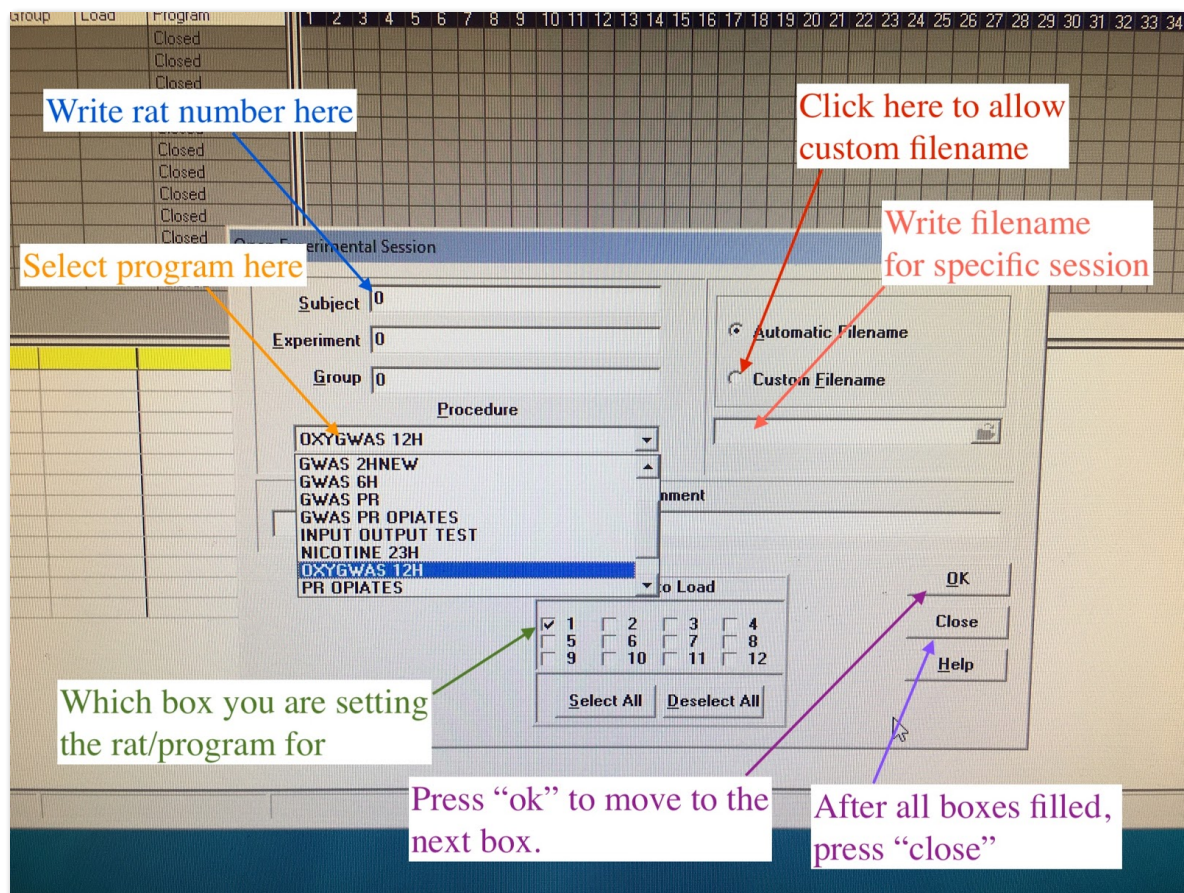 Group Load Program 1 2 3 4 5 6 7 8 9 10 11 12 13 14 15 16 17 18 19 20 21 22 23 24 25 26 27 28 29 30 31 32 33 34
Closed
Closed
Closed
Write rat number here
Click here to allow
custom filename
Closed
Closed
Closed
Closed
Closed
Write filename
for specific session
Select program here
Experimental Session
Subject 0
Experiment 0
Group 0
Automatic Filename
Custom Filename
Procedure
OXYGWAS 12H
GWAS 2HNEW
GWAS 6H
GWAS PR
GWAS PR OPIATES
INPUT OUTPUT TEST
NICOTINE 23H
OXYGWAS 12H
PR OPIATES
to Load
1 2 3 4
5 6 7 8
9 10 11 12
Select All Deselect All
OK
Close
Help
Which box you are setting
the rat/program for
Press “ok” to move to the
next box.
After all boxes filled,
press “close”